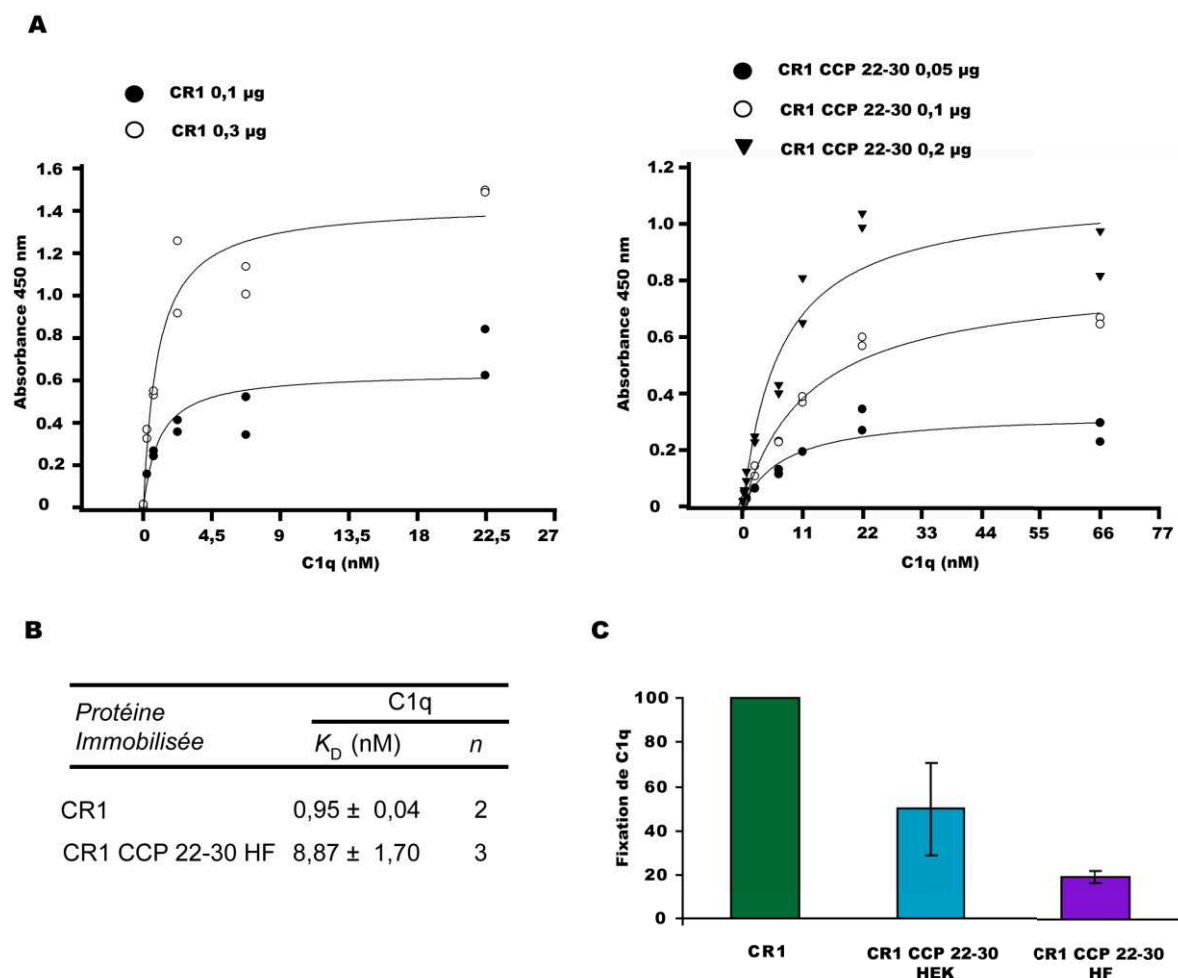 A
CR1 0,1 µg
CR1 0,3 µg
1.6
1.4
1.2
1.0
0.8
0.6
0.4
0.2
0
Absorbance 450 nm
0 4,5 9 13,5 18 22,5 27
C1q (nM)
CR1 CCP 22-30 0,05 µg
CR1 CCP 22-30 0,1 µg
CR1 CCP 22-30 0,2 µg
1.2
1.0
0.8
0.6
0.4
0.2
0
Absorbance 450 nm
0 11 22 33 44 55 66 77
C1q (nM)
B
Protéine
Immobilisée
C1q
KD (nM) n
CR1 0,95 ± 0,04 2
CR1 CCP 22-30 HF 8,87 ± 1,70 3
C
100
80
60
40
20
0
Fixation de C1q
CR1
CR1 CCP 22-30
HEK
CR1 CCP 22-30
HF